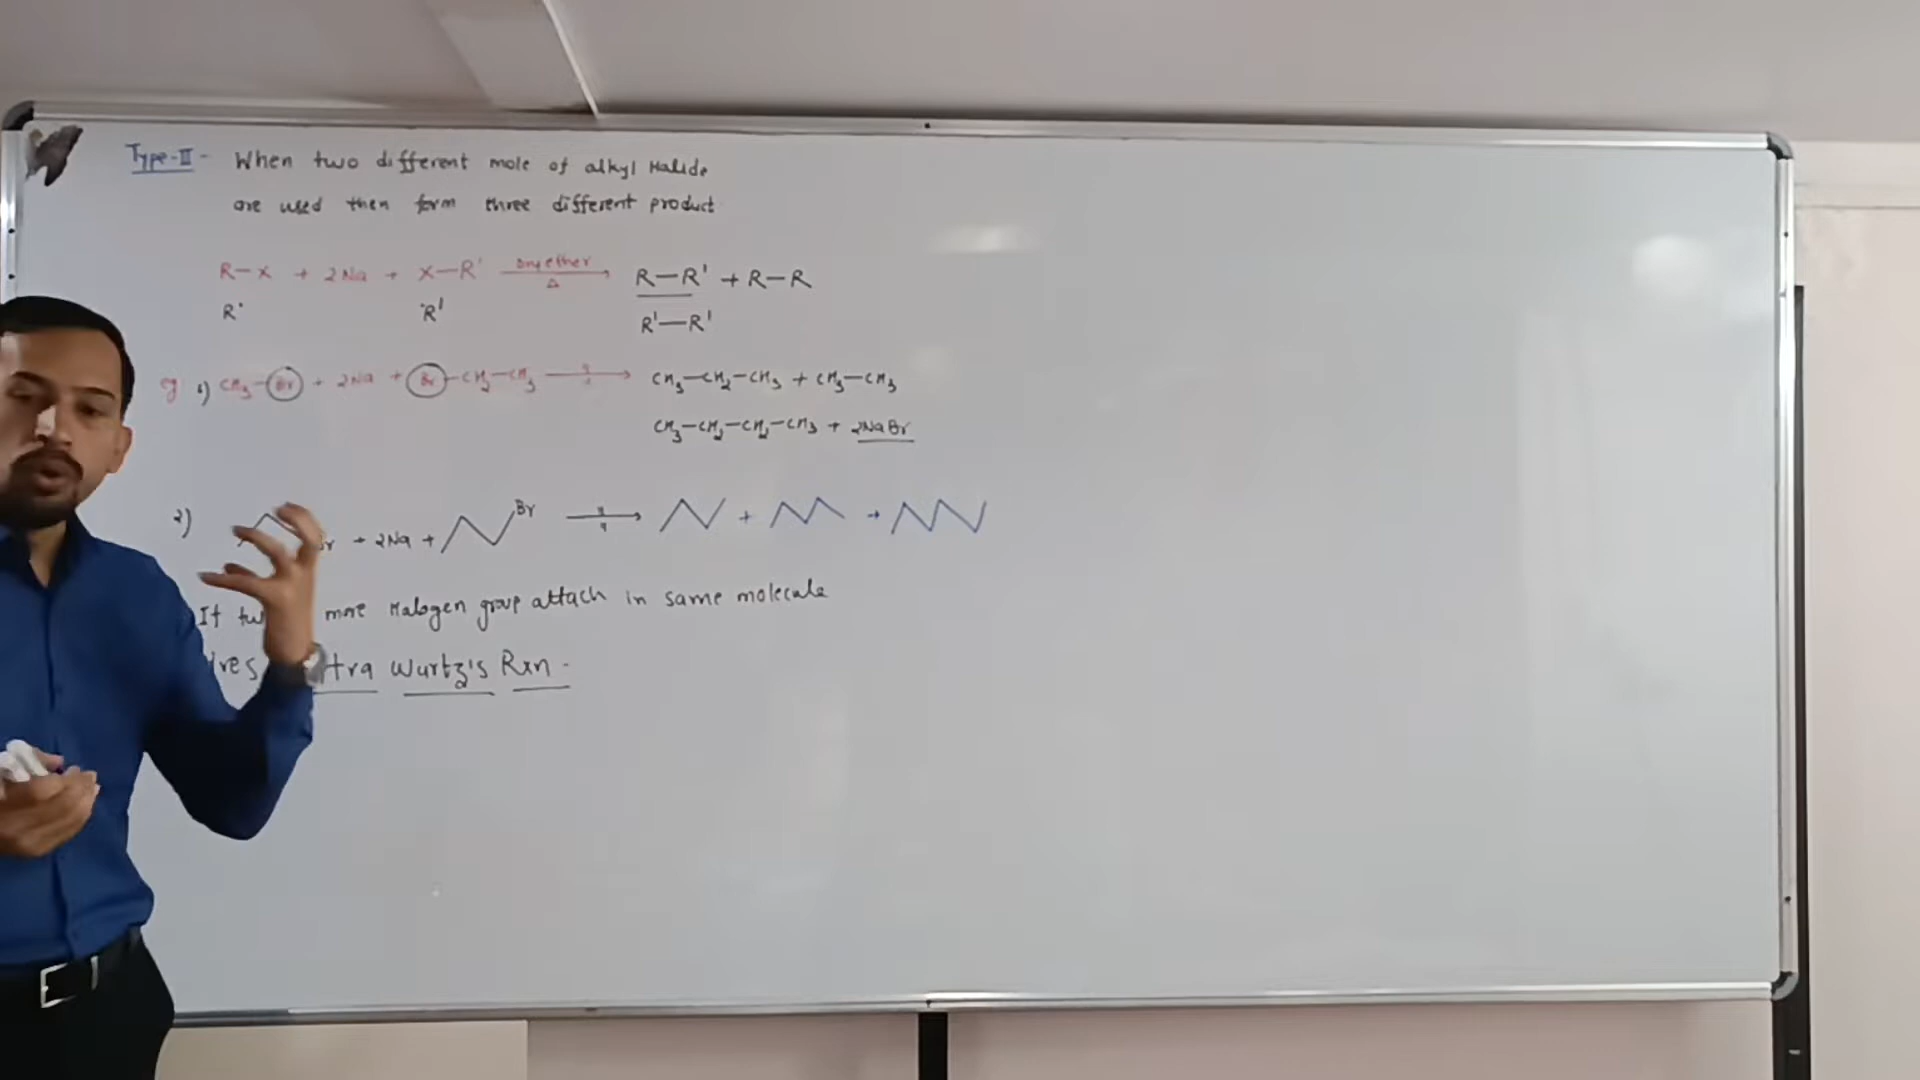 Type-II - When two different mole of alkyl Halide
are used then form three different product
R-X + 2Na + X-R' Dry ether Δ R-R' + R-R
R• •R' R'-R'
eg 1) CH3-Br + 2Na + Br-CH2-CH3 CH3-CH2-CH3 + CH3-CH3
CH3-CH2-CH2-CH3 + 2NaBr
2) + 2Na + Br + +
If more Halogen group attach in same molecule
Wurtz's Rxn -